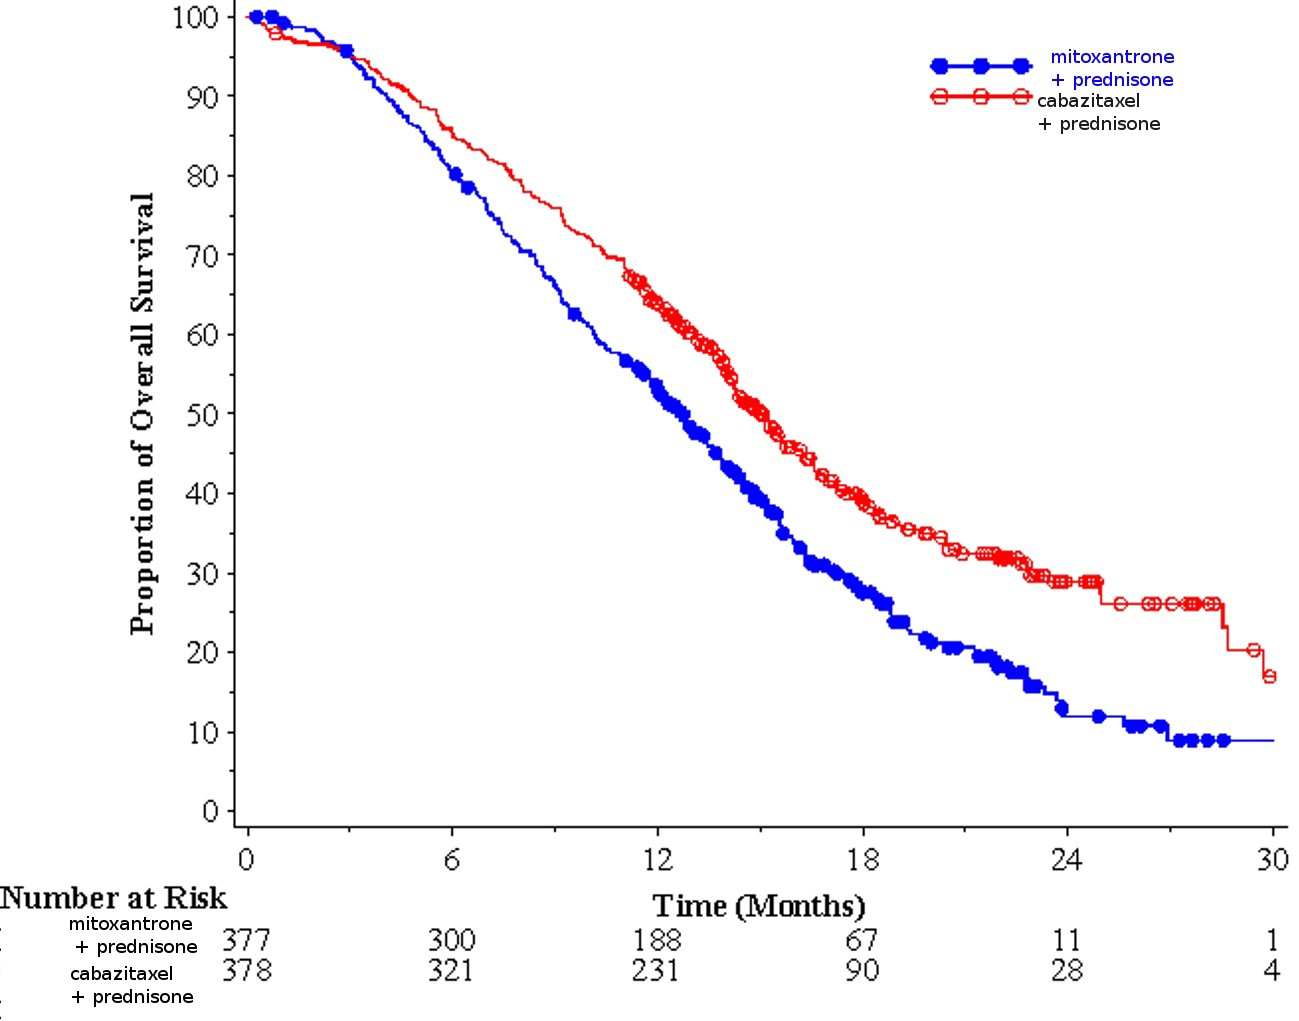 100
90
80
70
60
50
40
30
20
10
0
Proportion of Overall Survival
mitoxantrone
+ prednisone
cabazitaxel
+ prednisone
0 6 12 18 24 30
Time (Months)
Number at Risk
mitoxantrone
+ prednisone 377 300 188 67 11 1
cabazitaxel 378 321 231 90 28 4
+ prednisone